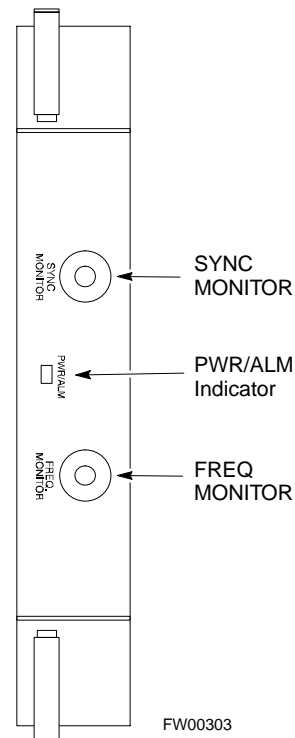 SYNC
MONITOR
SYNC
MONITOR
PWR/ALM
PWR/ALM
Indicator
FREQ.
MONITOR
FREQ
MONITOR
FW00303